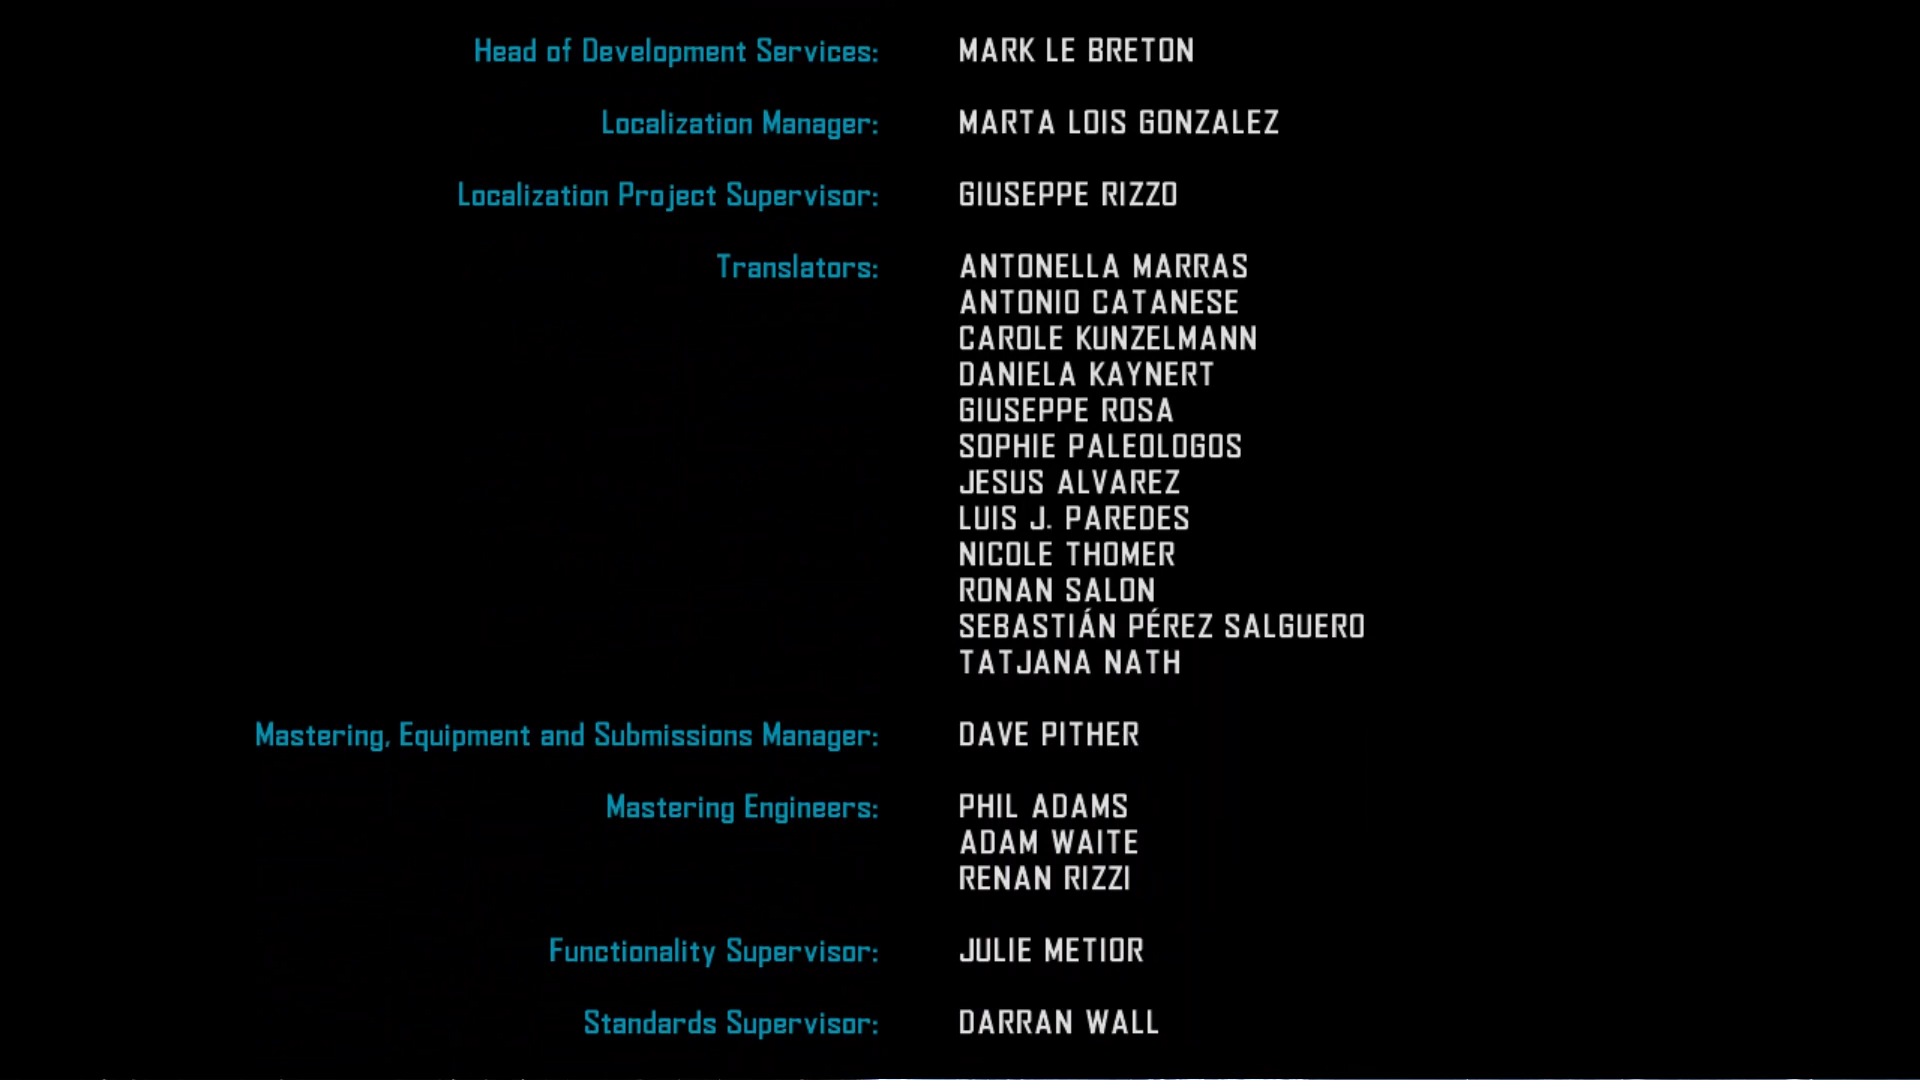 Head of Development Services: MARK LE BRETON
Localization Manager: MARTA LOIS GONZALEZ
Localization Project Supervisor: GIUSEPPE RIZZO
Translators: ANTONELLA MARRAS
ANTONIO CATANESE
CAROLE KUNZELMANN
DANIELA KAYNERT
GIUSEPPE ROSA
SOPHIE PALEOLOGOS
JESUS ALVAREZ
LUIS J. PAREDES
NICOLE THOMER
RONAN SALON
SEBASTIÁN PÉREZ SALGUERO
TATJANA NATH
Mastering, Equipment and Submissions Manager: DAVE PITHER
Mastering Engineers: PHIL ADAMS
ADAM WAITE
RENAN RIZZI
Functionality Supervisor: JULIE METIOR
Standards Supervisor: DARRAN WALL